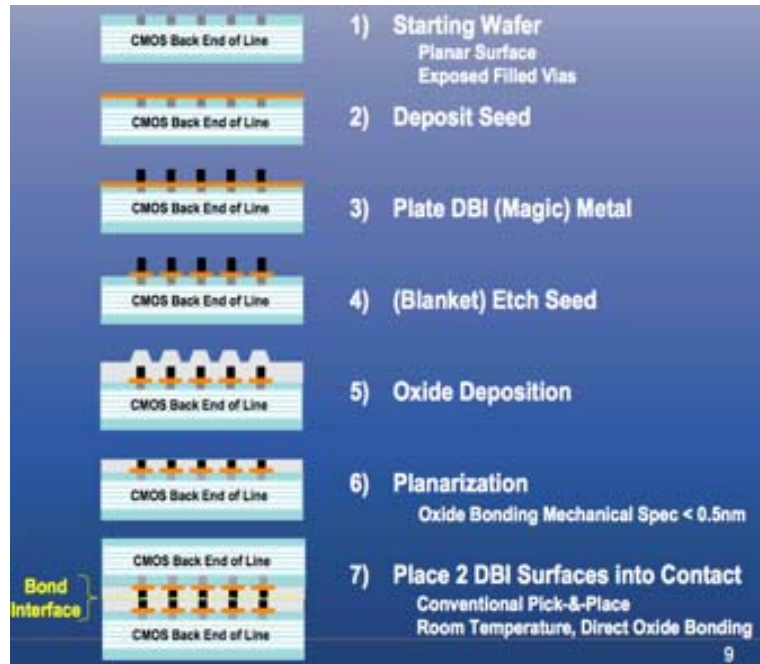 CMOS Back End of Line
1) Starting Wafer
Planar Surface
Exposed Filled Vias
CMOS Back End of Line
2) Deposit Seed
CMOS Back End of Line
3) Plate DBI (Magic) Metal
CMOS Back End of Line
4) (Blanket) Etch Seed
CMOS Back End of Line
5) Oxide Deposition
CMOS Back End of Line
6) Planarization
Oxide Bonding Mechanical Spec < 0.5nm
CMOS Back End of Line
Bond
Interface
CMOS Back End of Line
7) Place 2 DBI Surfaces into Contact
Conventional Pick-&-Place
Room Temperature, Direct Oxide Bonding
9